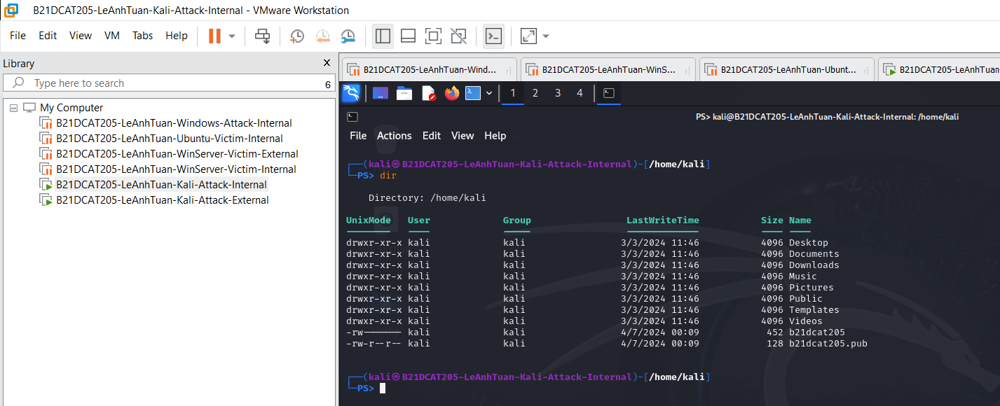 B21DCAT205-LeAnhTuan-Kali-Attack-Internal - VMware Workstation
File Edit View VM Tabs Help
Library
Type here to search 6
My Computer
B21DCAT205-LeAnhTuan-Windows-Attack-Internal
B21DCAT205-LeAnhTuan-Ubuntu-Victim-Internal
B21DCAT205-LeAnhTuan-WinServer-Victim-External
B21DCAT205-LeAnhTuan-WinServer-Victim-Internal
B21DCAT205-LeAnhTuan-Kali-Attack-Internal
B21DCAT205-LeAnhTuan-Kali-Attack-External
B21DCAT205-LeAnhTuan-Wind... B21DCAT205-LeAnhTuan-WinS... B21DCAT205-LeAnhTuan-Ubunt... B21DCAT205-LeAnhTuan
1 2 3 4
PS> kali@B21DCAT205-LeAnhTuan-Kali-Attack-Internal: /home/kali
File Actions Edit View Help
┌──(kali㉿B21DCAT205-LeAnhTuan-Kali-Attack-Internal)-[/home/kali]
└─PS> dir
Directory: /home/kali
UnixMode User Group LastWriteTime Size Name
drwxr-xr-x kali kali 3/3/2024 11:46 4096 Desktop
drwxr-xr-x kali kali 3/3/2024 11:46 4096 Documents
drwxr-xr-x kali kali 3/3/2024 11:46 4096 Downloads
drwxr-xr-x kali kali 3/3/2024 11:46 4096 Music
drwxr-xr-x kali kali 3/3/2024 11:46 4096 Pictures
drwxr-xr-x kali kali 3/3/2024 11:46 4096 Public
drwxr-xr-x kali kali 3/3/2024 11:46 4096 Templates
drwxr-xr-x kali kali 3/3/2024 11:46 4096 Videos
-rw------- kali kali 4/7/2024 00:09 452 b21dcat205
-rw-r--r-- kali kali 4/7/2024 00:09 128 b21dcat205.pub
┌──(kali㉿B21DCAT205-LeAnhTuan-Kali-Attack-Internal)-[/home/kali]
└─PS>